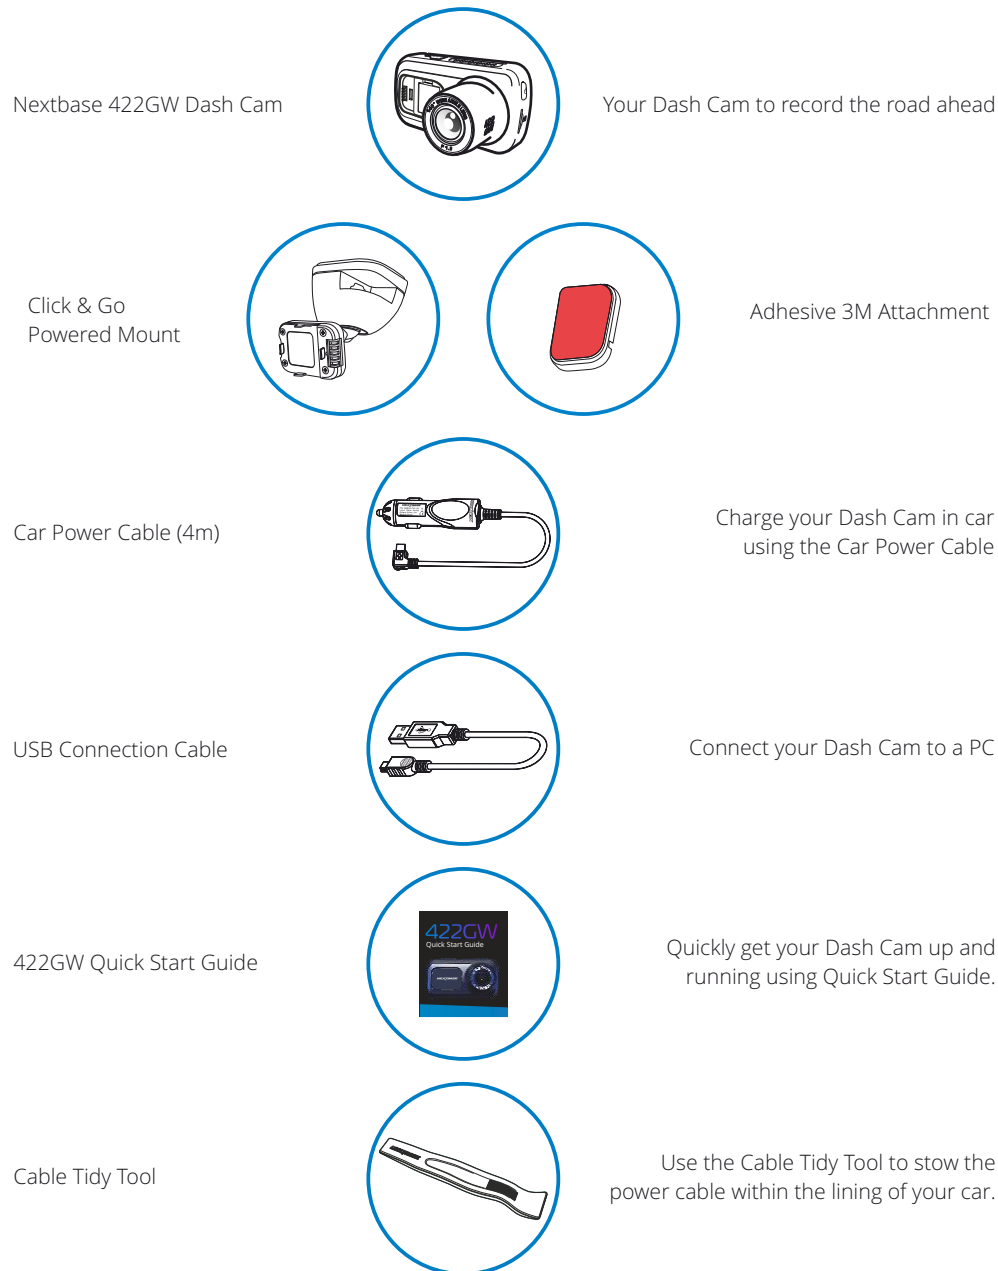 Nextbase 422GW Dash Cam
Your Dash Cam to record the road ahead
Click & Go
Powered Mount
Adhesive 3M Attachment
Car Power Cable (4m)
Charge your Dash Cam in car
using the Car Power Cable
USB Connection Cable
Connect your Dash Cam to a PC
422GW Quick Start Guide
422GW
Quick Start Guide
Quickly get your Dash Cam up and
running using Quick Start Guide.
Cable Tidy Tool
Use the Cable Tidy Tool to stow the
power cable within the lining of your car.